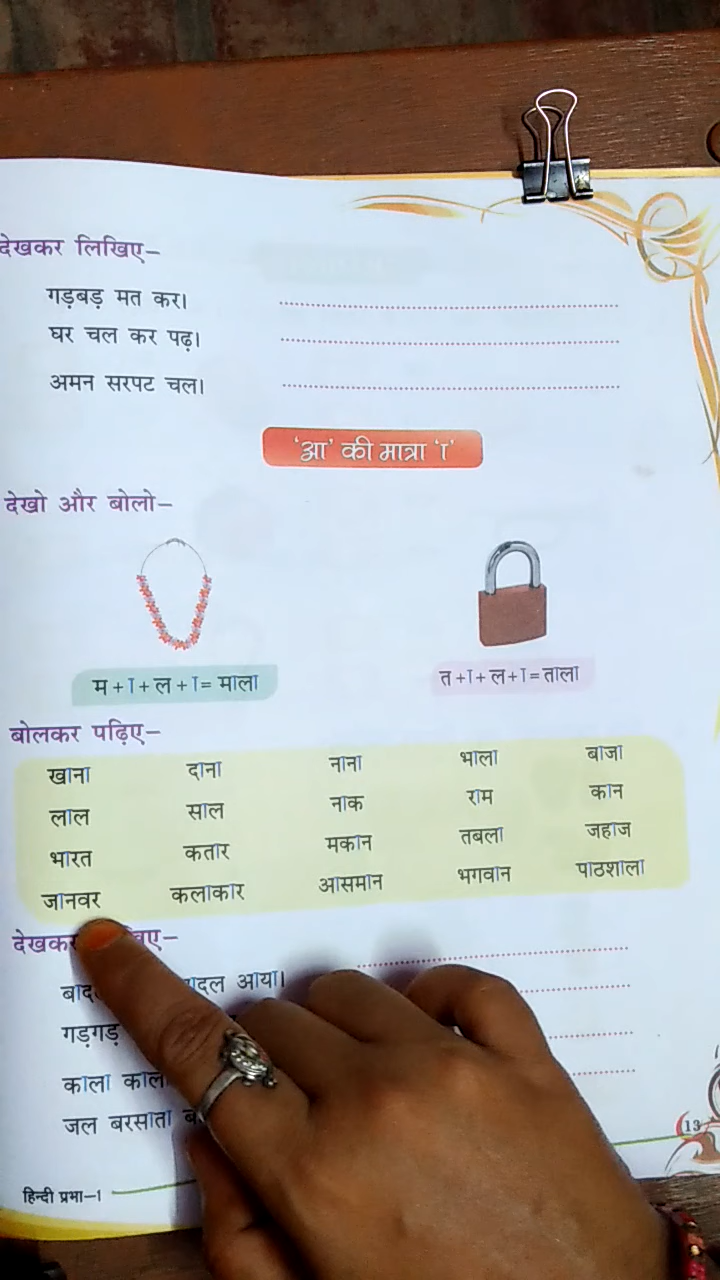 देखकर लिखिए–
गड़बड़ मत कर।
घर चल कर पढ़।
अमन सरपट चल।
'आ' की मात्रा 'ा'
देखो और बोलो–
म + ा + ल + ा = माला
त + ा + ल + ा = ताला
बोलकर पढ़िए–
खाना दाना नाना भाला बाजा
लाल साल नाक राम कान
भारत कतार मकान तबला जहाज
जानवर कलाकार आसमान भगवान पाठशाला
देखकर
आया।
गड़गड़
काला
जल बरसाता
13
हिन्दी प्रभा–1